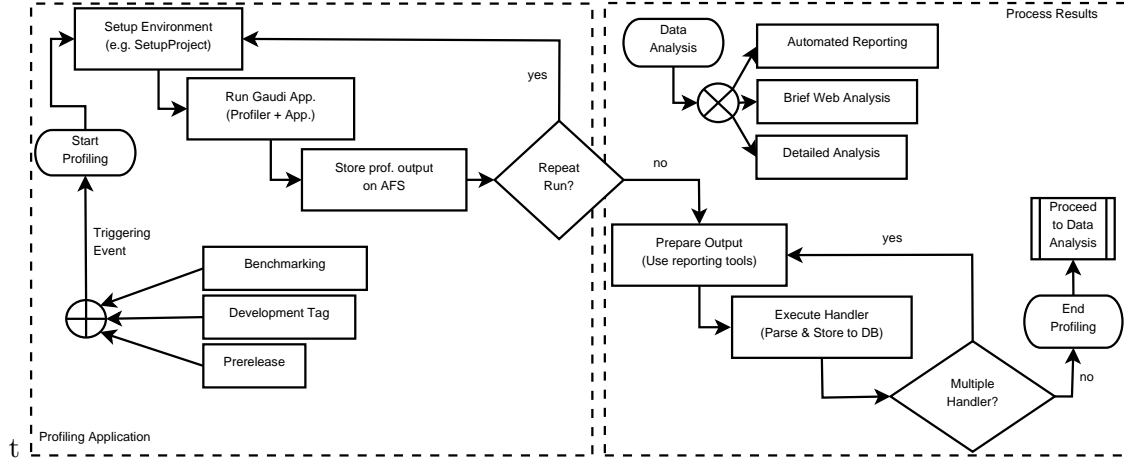 Setup Environment
(e.g. SetupProject)
Run Gaudi App.
(Profiler + App.)
Start
Profiling
Store prof. output
on AFS
yes
Repeat
Run?
Triggering
Event
Benchmarking
Development Tag
Prerelease
Profiling Application
t
Process Results
Data
Analysis
Automated Reporting
Brief Web Analysis
Detailed Analysis
no
Prepare Output
(Use reporting tools)
yes
Execute Handler
(Parse & Store to DB)
Multiple
Handler?
no
End
Profiling
Proceed
to Data
Analysis